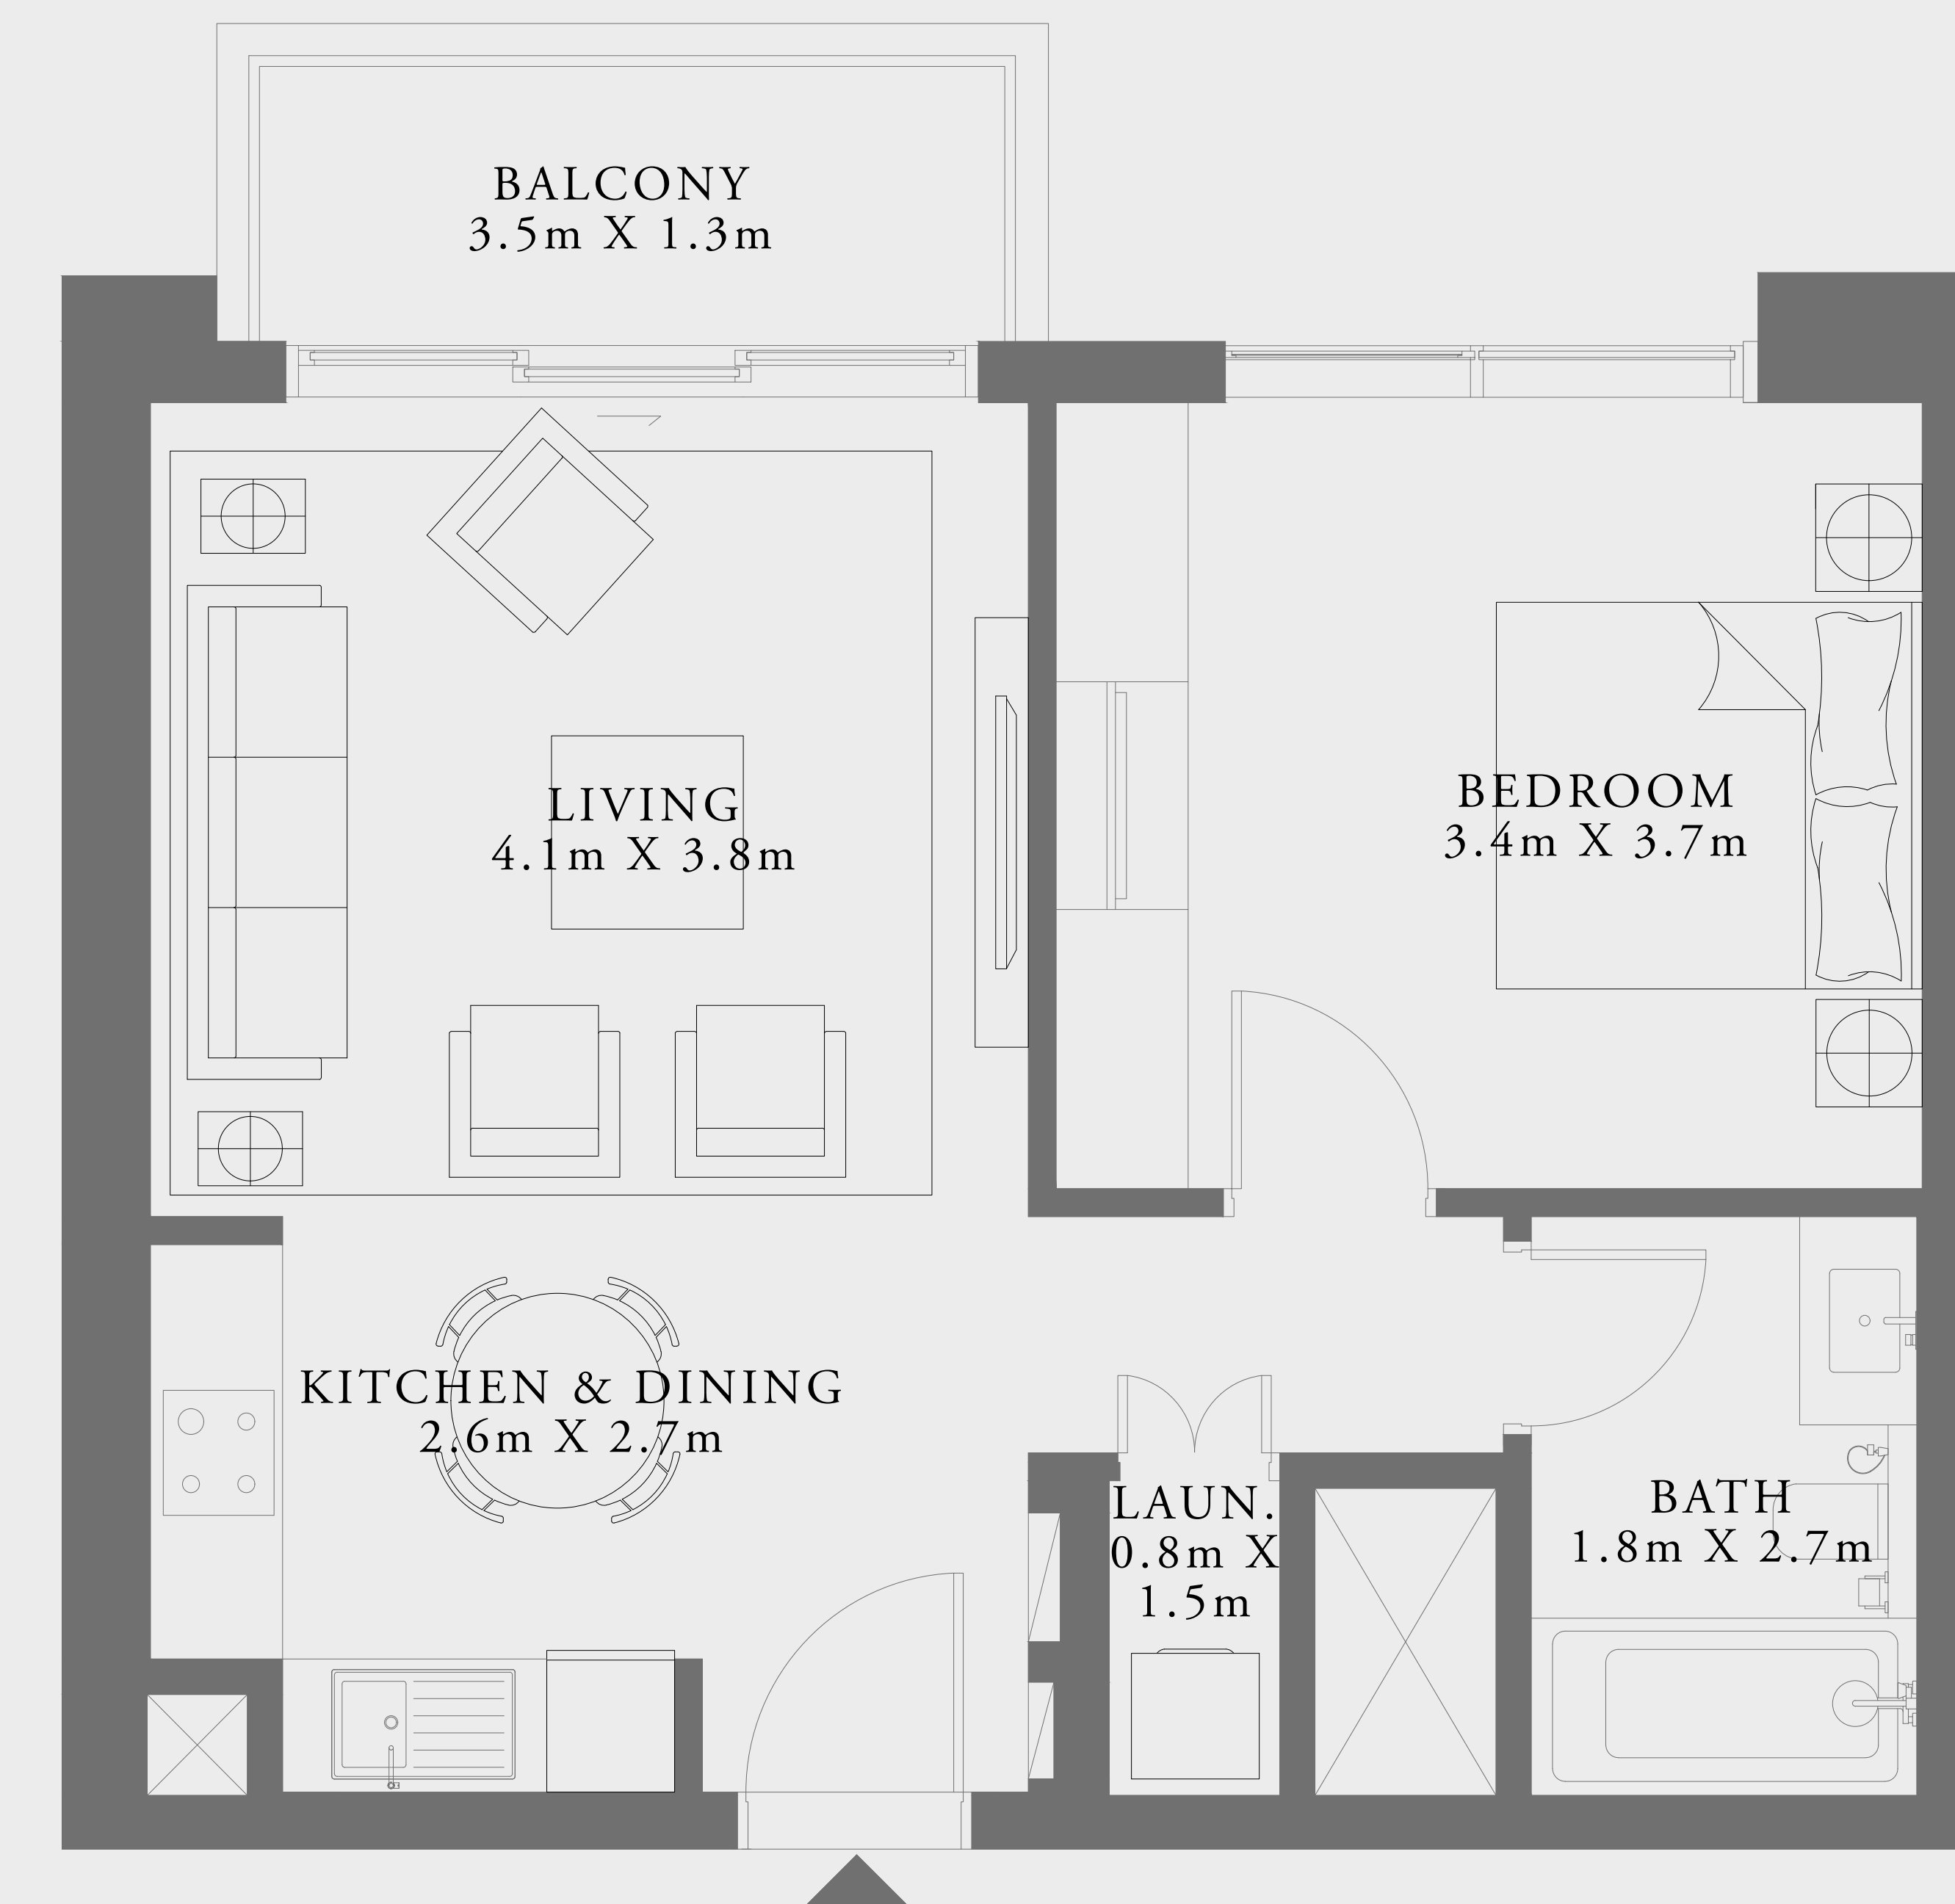 BALCONY
3.5m X 1.3m
LIVING
4.1m X 3.8m
BEDROOM
3.4m X 3.7m
KITCHEN & DINING
2.6m X 2.7m
LAUN.
0.8m X
1.5m
BATH
1.8m X 2.7m